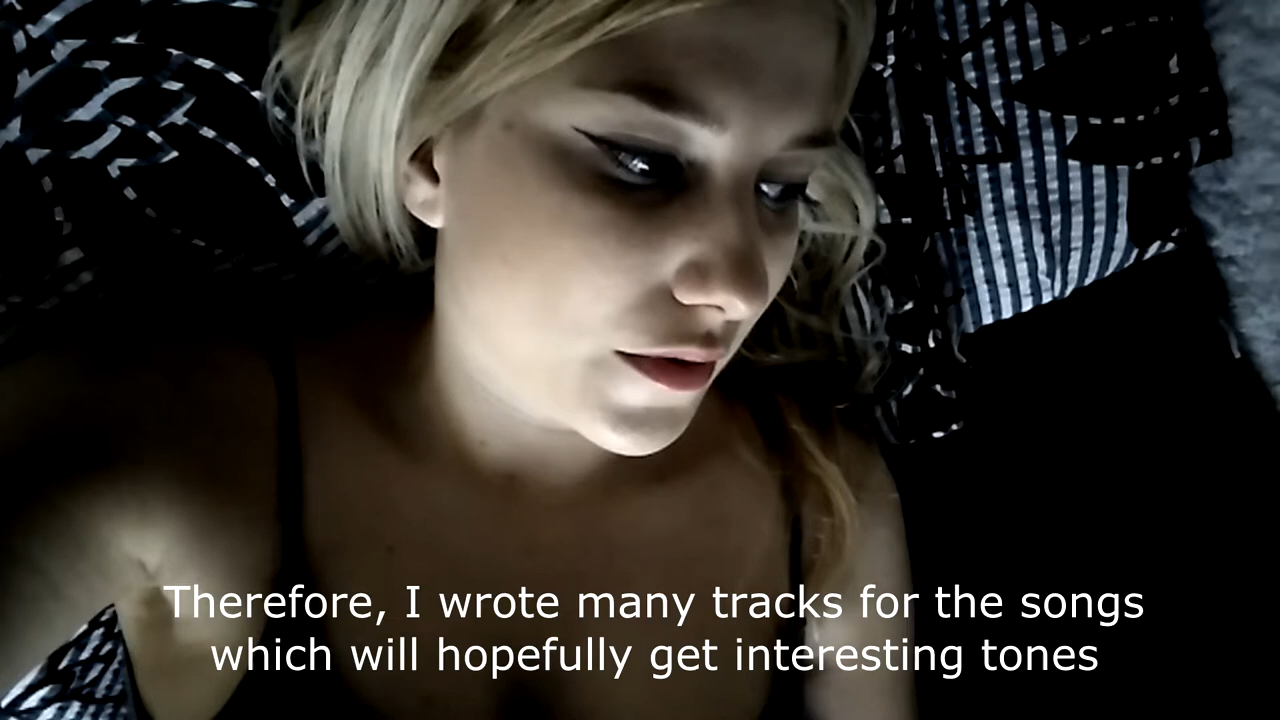 Therefore, I wrote many tracks for the songs
which will hopefully get interesting tones